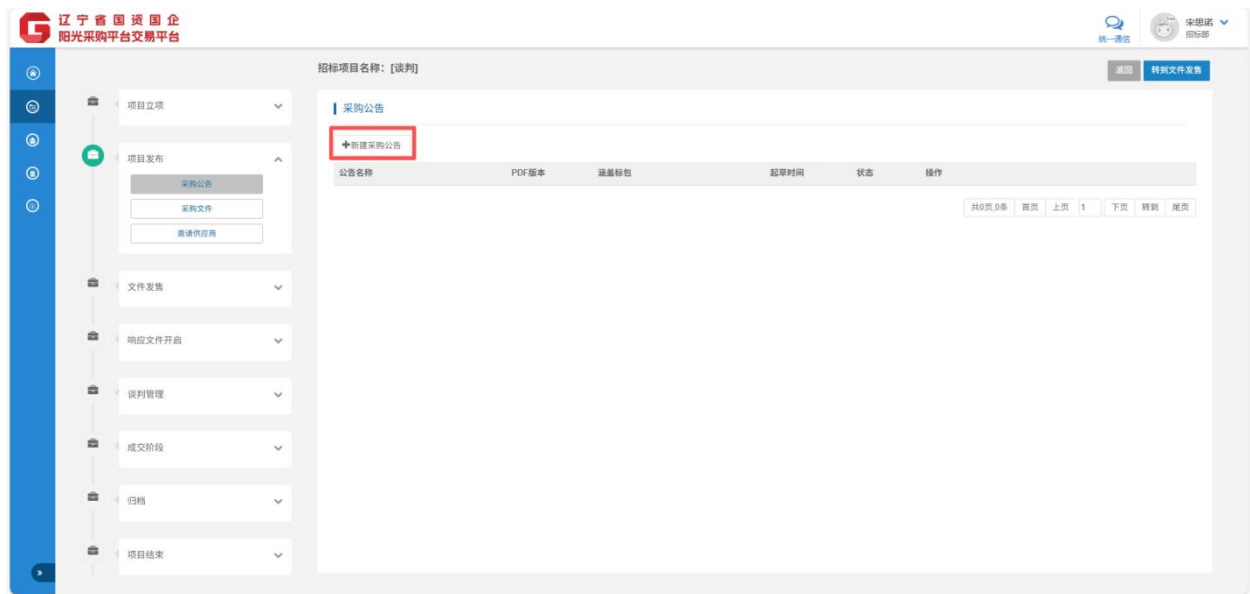 辽宁省国资国企
阳光采购平台交易平台
统一通信
宋思诺
招标部
招标项目名称：[谈判]
返回
转到文件发售
项目立项
项目发布
采购公告
采购文件
邀请供应商
文件发售
响应文件开启
谈判管理
成交阶段
归档
项目结束
采购公告
+新建采购公告
公告名称 PDF版本 涵盖标包 起草时间 状态 操作
共0页,0条 首页 上页 1 下页 转到 尾页